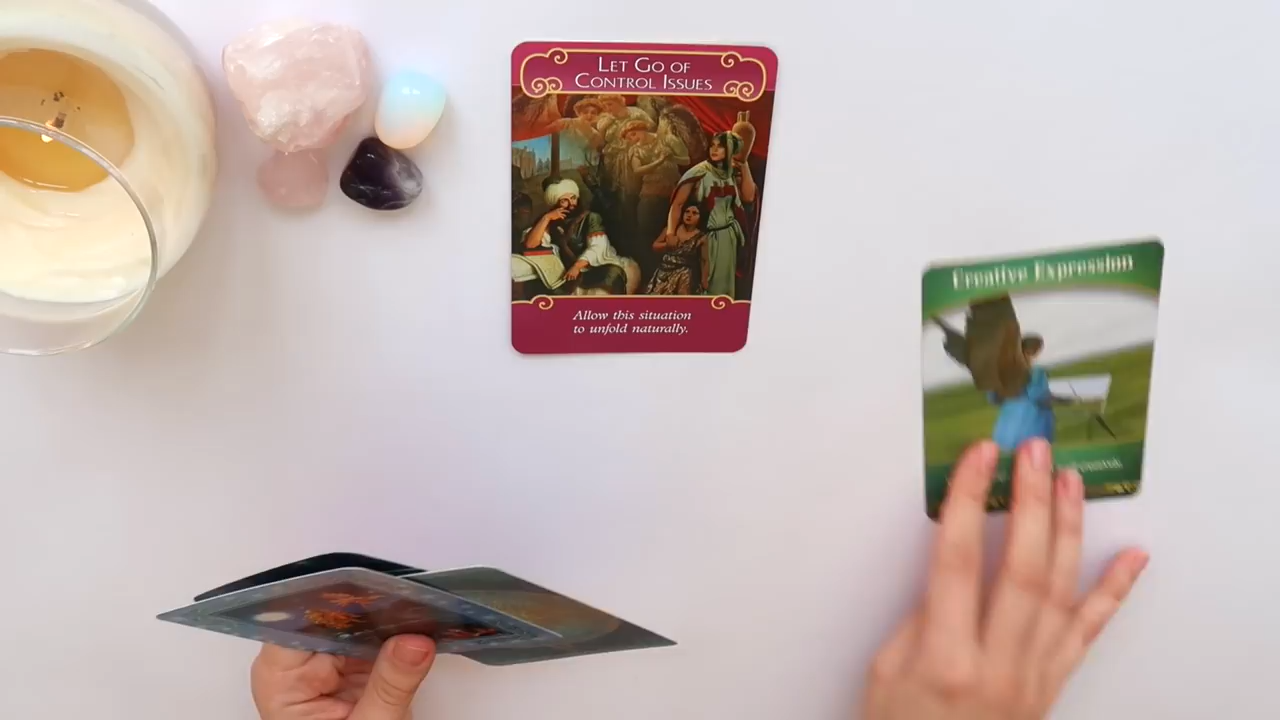 LET GO OF
CONTROL ISSUES
Allow this situation
to unfold naturally.
Creative Expression